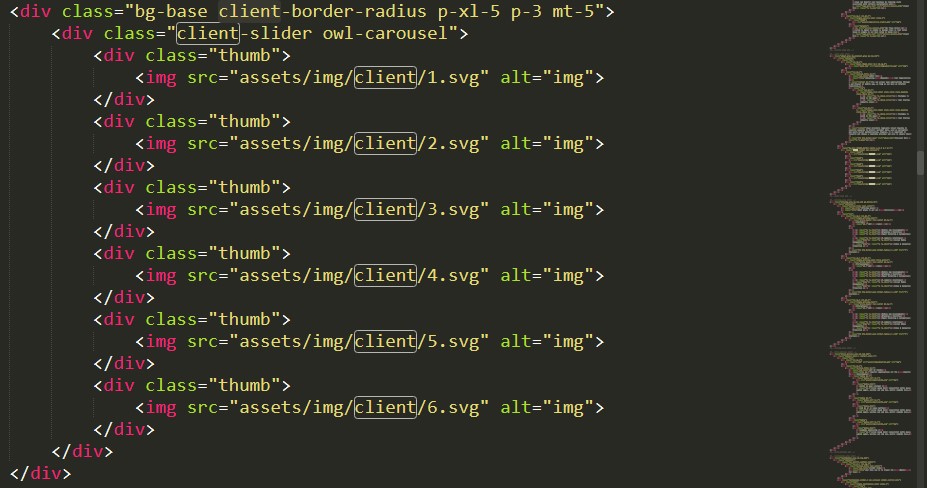 <div class="bg-base client-border-radius p-xl-5 p-3 mt-5">
<div class="client-slider owl-carousel">
<div class="thumb">
<img src="assets/img/client/1.svg" alt="img">
</div>
<div class="thumb">
<img src="assets/img/client/2.svg" alt="img">
</div>
<div class="thumb">
<img src="assets/img/client/3.svg" alt="img">
</div>
<div class="thumb">
<img src="assets/img/client/4.svg" alt="img">
</div>
<div class="thumb">
<img src="assets/img/client/5.svg" alt="img">
</div>
<div class="thumb">
<img src="assets/img/client/6.svg" alt="img">
</div>
</div>
</div>